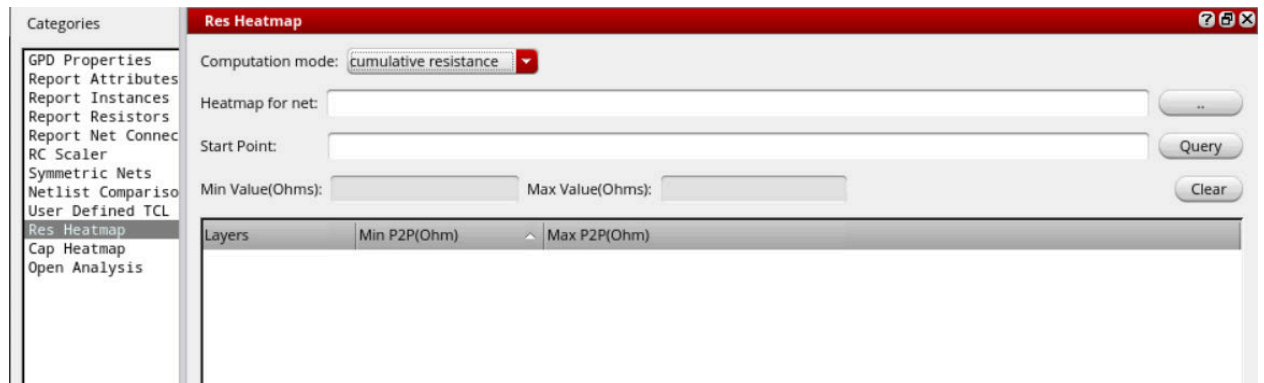 Categories
GPD Properties
Report Attributes
Report Instances
Report Resistors
Report Net Connec
RC Scaler
Symmetric Nets
Netlist Compariso
User Defined TCL
Res Heatmap
Cap Heatmap
Open Analysis
Res Heatmap
Computation mode: cumulative resistance
Heatmap for net: ..
Start Point: Query
Min Value(Ohms): Max Value(Ohms): Clear
Layers Min P2P(Ohm) Max P2P(Ohm)